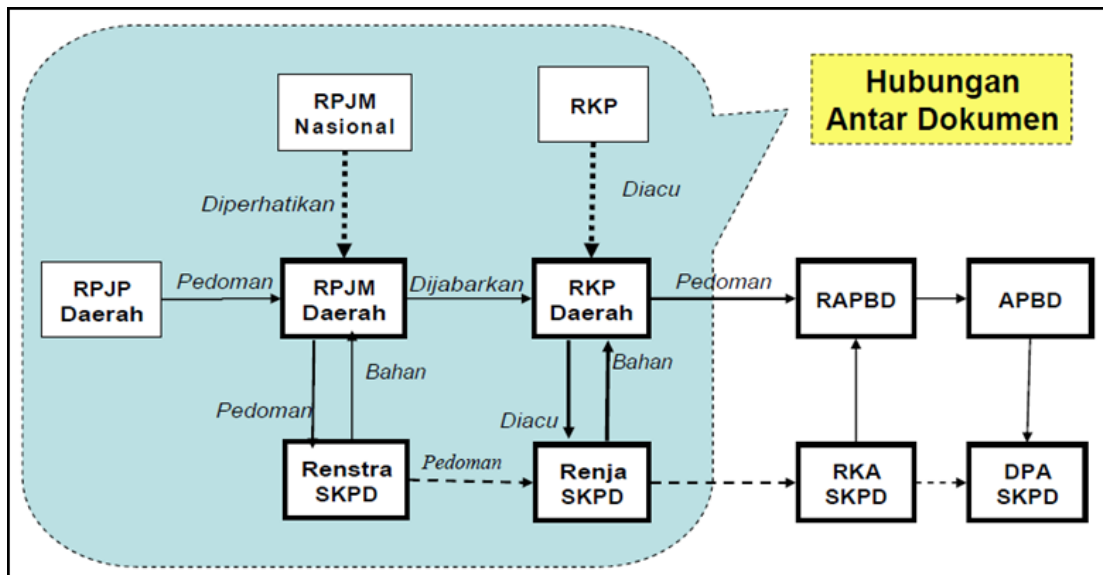 Hubungan
Antar Dokumen
RPJM
Nasional
RKP
Diperhatikan
Diacu
RPJP
Daerah
Pedoman
RPJM
Daerah
Dijabarkan
RKP
Daerah
Pedoman
RAPBD
APBD
Pedoman
Bahan
Diacu
Bahan
Renstra
SKPD
Pedoman
Renja
SKPD
RKA
SKPD
DPA
SKPD